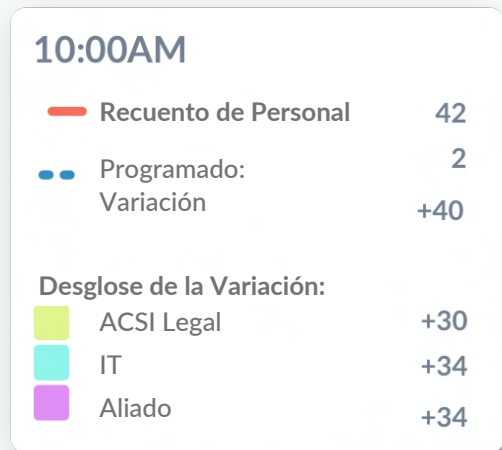 10:00AM
Recuento de Personal 42
Programado: 2
Variación +40
Desglose de la Variación:
ACSI Legal +30
IT +34
Aliado +34